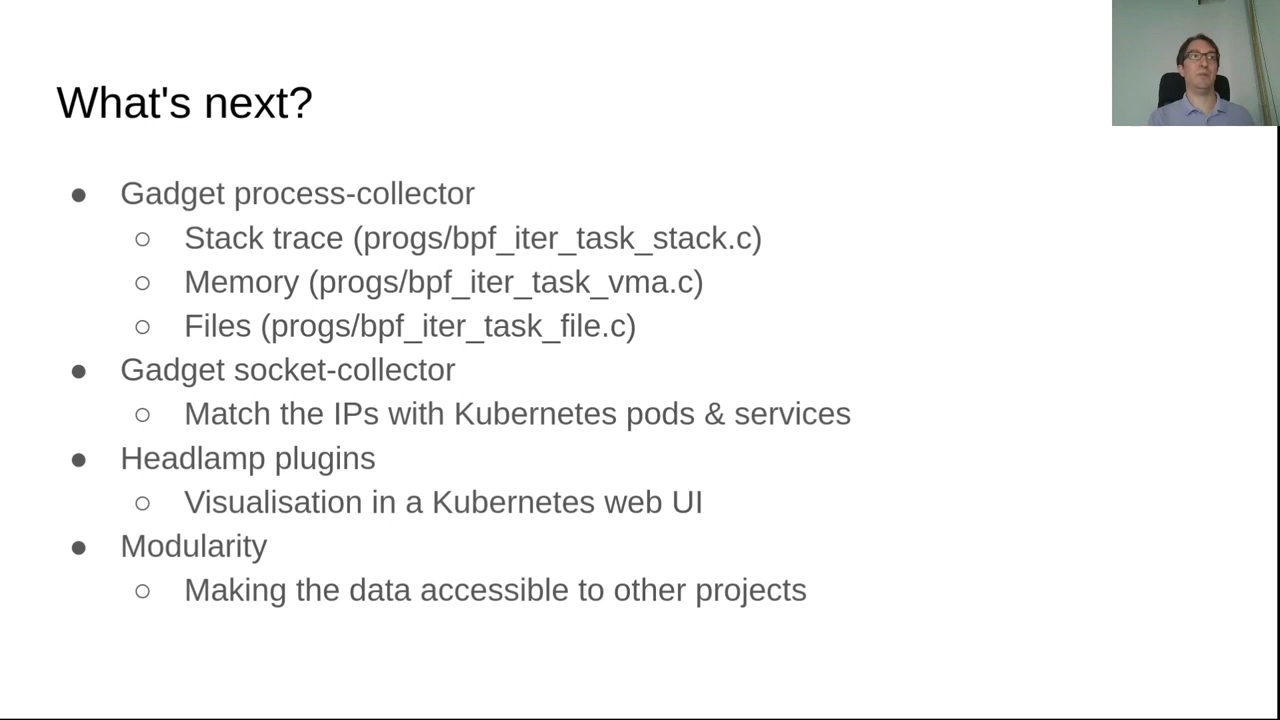 What's next?
● Gadget process-collector
○ Stack trace (progs/bpf_iter_task_stack.c)
○ Memory (progs/bpf_iter_task_vma.c)
○ Files (progs/bpf_iter_task_file.c)
● Gadget socket-collector
○ Match the IPs with Kubernetes pods & services
● Headlamp plugins
○ Visualisation in a Kubernetes web UI
● Modularity
○ Making the data accessible to other projects